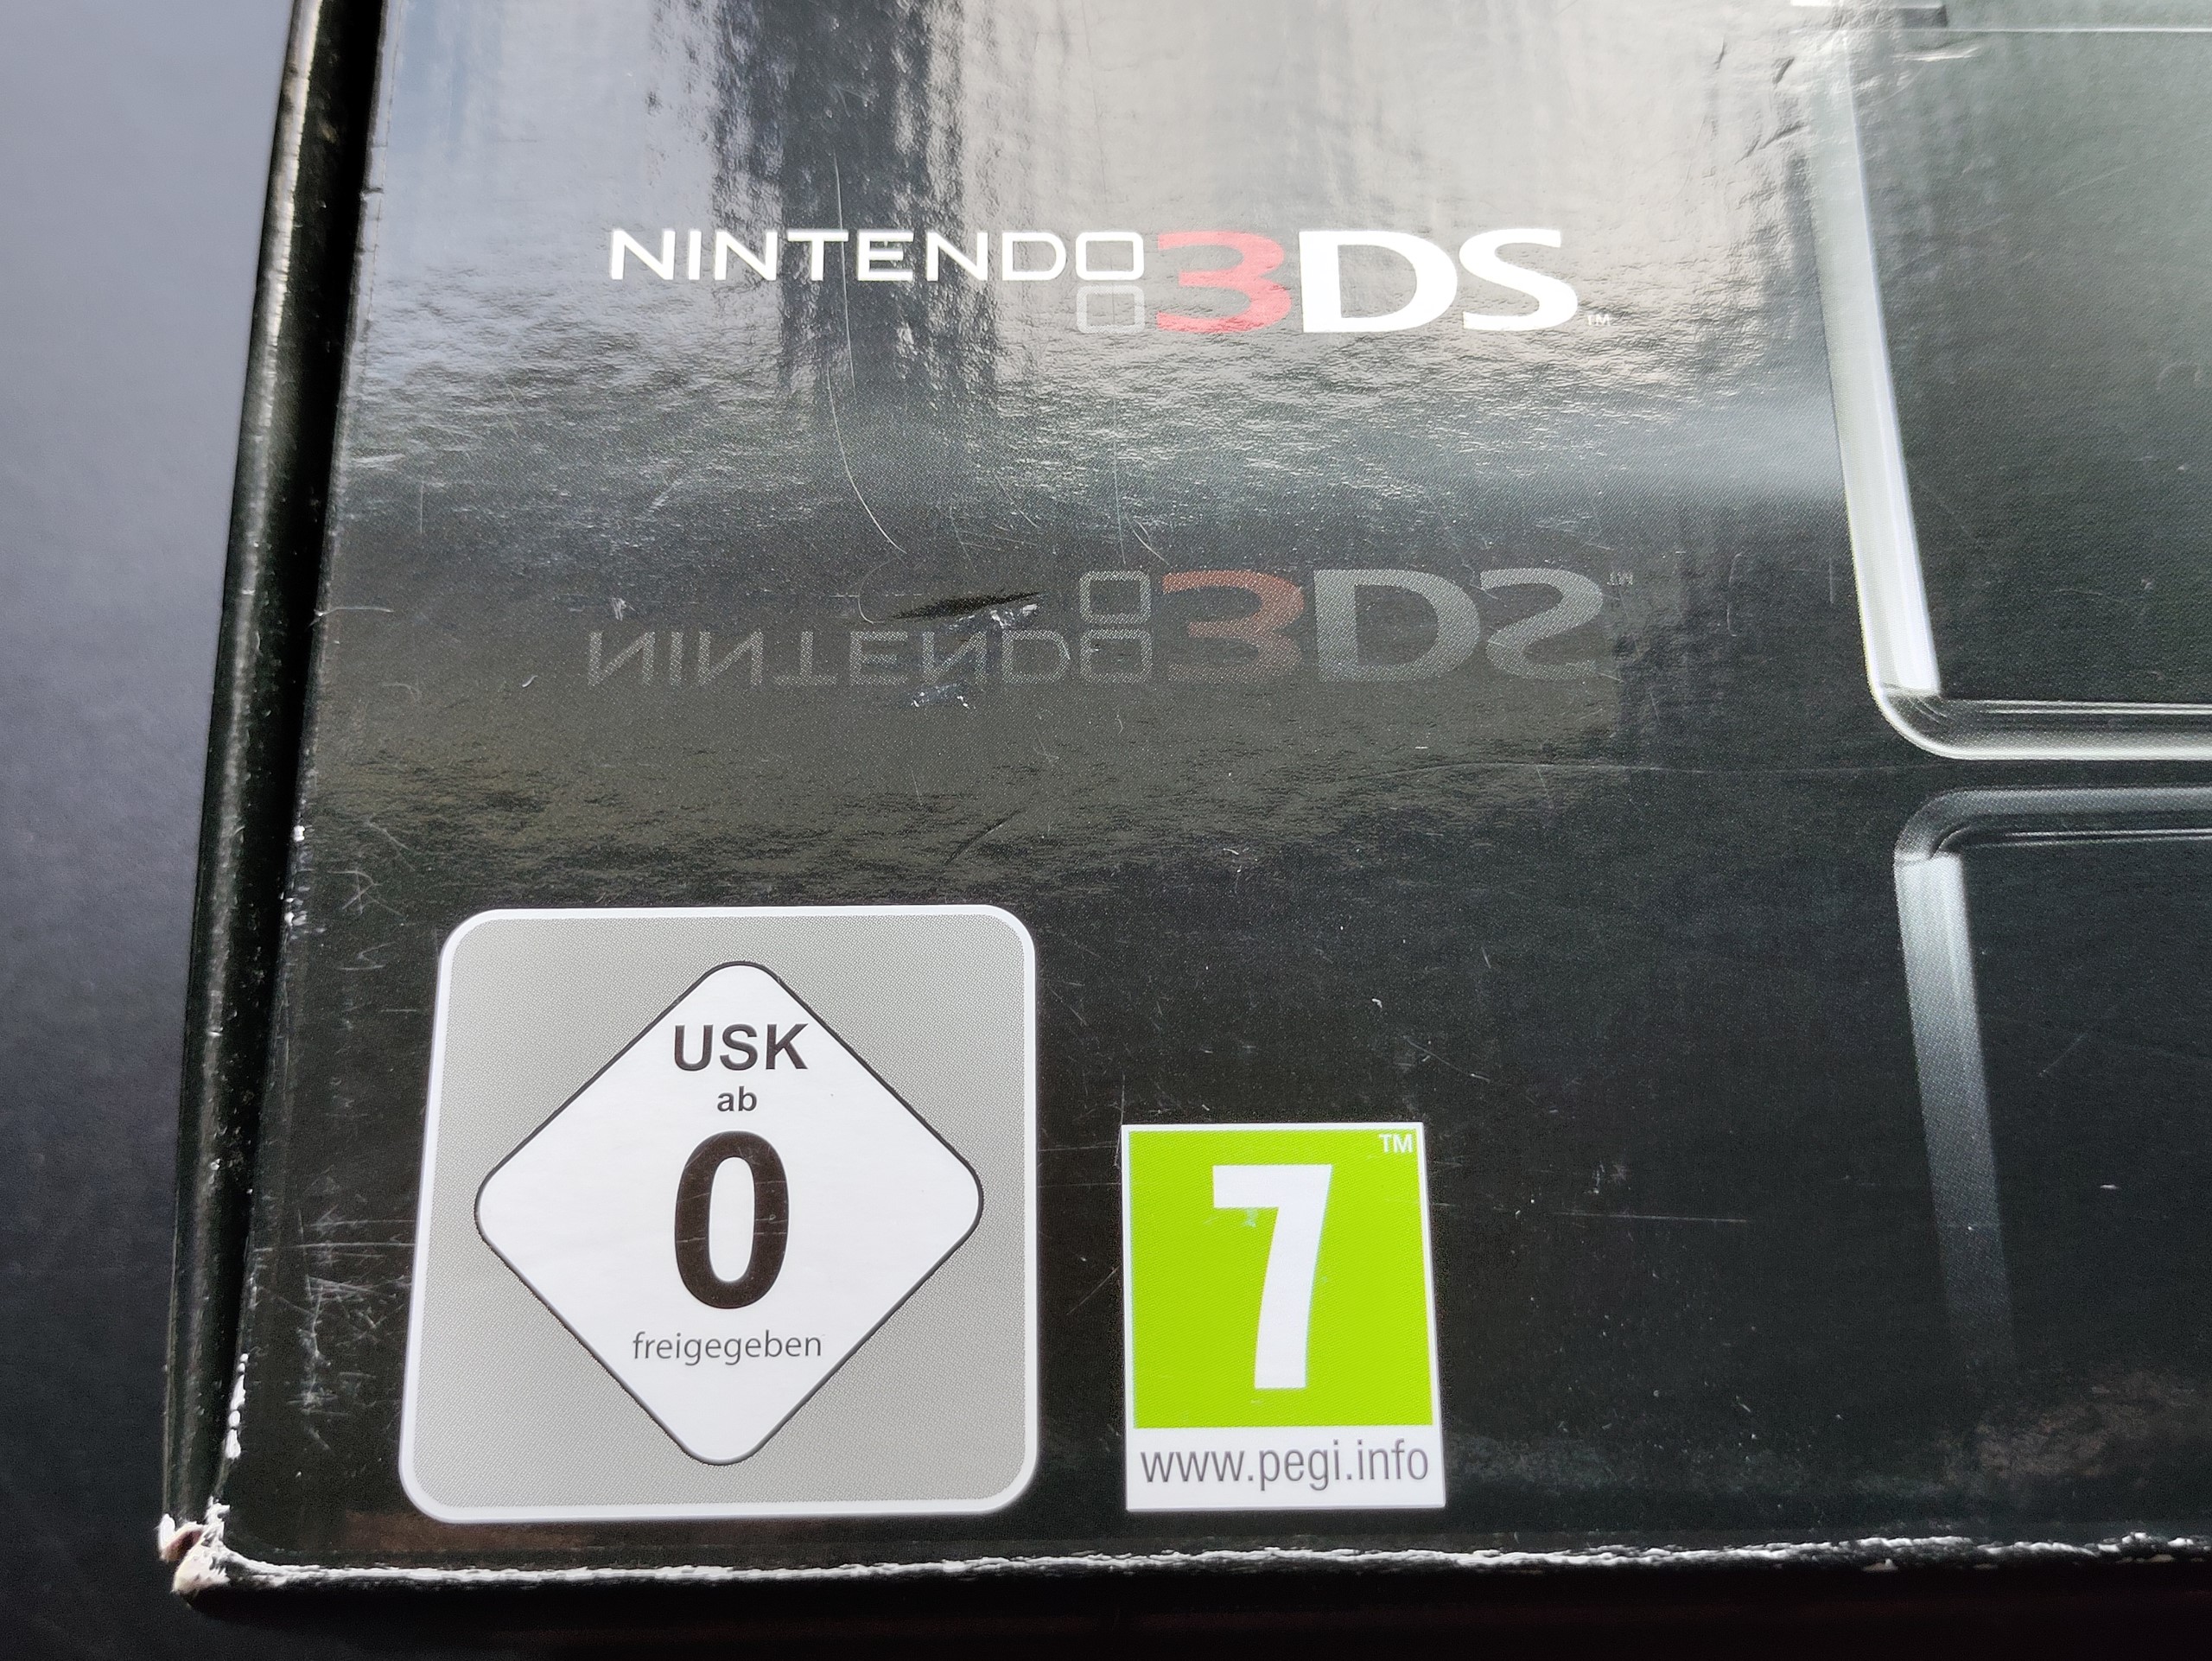 NINTENDO 3DS™
NINTENDO 3DS™
USK
ab
0
freigegeben
™
7
www.pegi.info